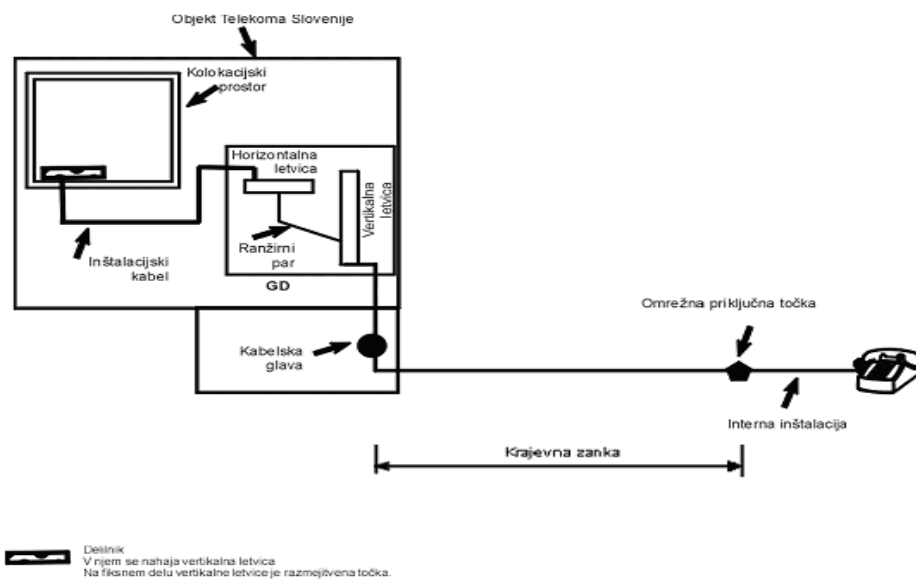 Objekt Telekoma Slovenije
Kolokacijski
prostor
Horizontalna
letvica
Vertikalna
letvica
Ranžirni
par
Inštalacijski
kabel
GD
Omrežna priključna točka
Kabelska
glava
Interna inštalacija
Krajevna zanka
Delilnik
V njem se nahaja vertikalna letvica
Na fiksnem delu vertikalne letvice je razmejitvena točka.